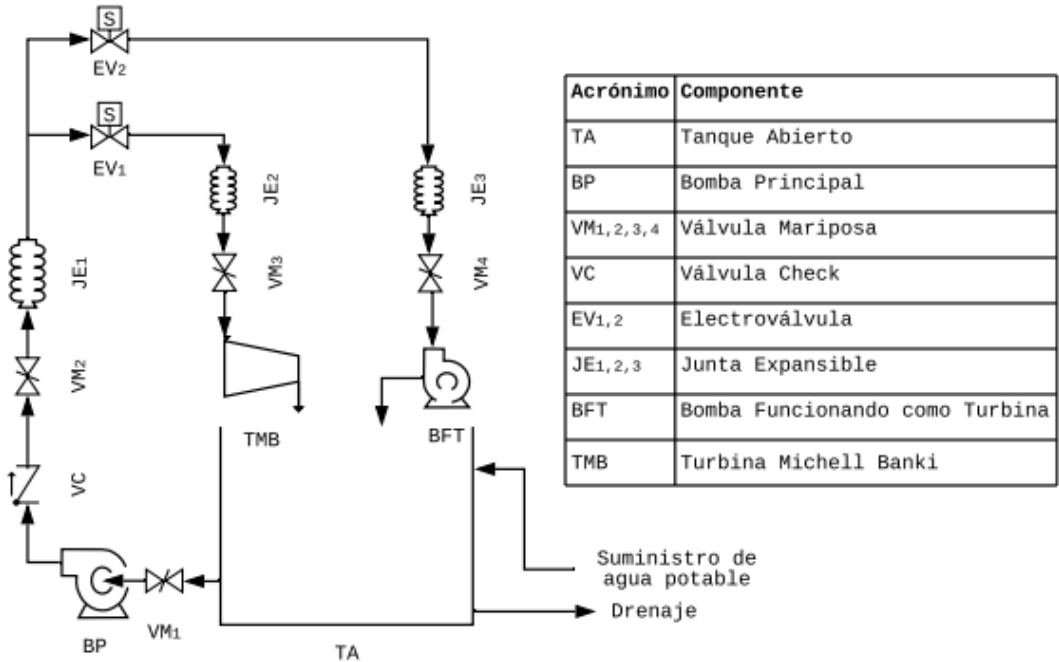 S
EV2
S
EV1
JE2
JE3
JE1
VM3
VM4
VM2
TMB
BFT
VC
BP
VM1
TA
Suministro de
agua potable
Drenaje
Acrónimo Componente
TA Tanque Abierto
BP Bomba Principal
VM1,2,3,4 Válvula Mariposa
VC Válvula Check
EV1,2 Electroválvula
JE1,2,3 Junta Expansible
BFT Bomba Funcionando como Turbina
TMB Turbina Michell Banki